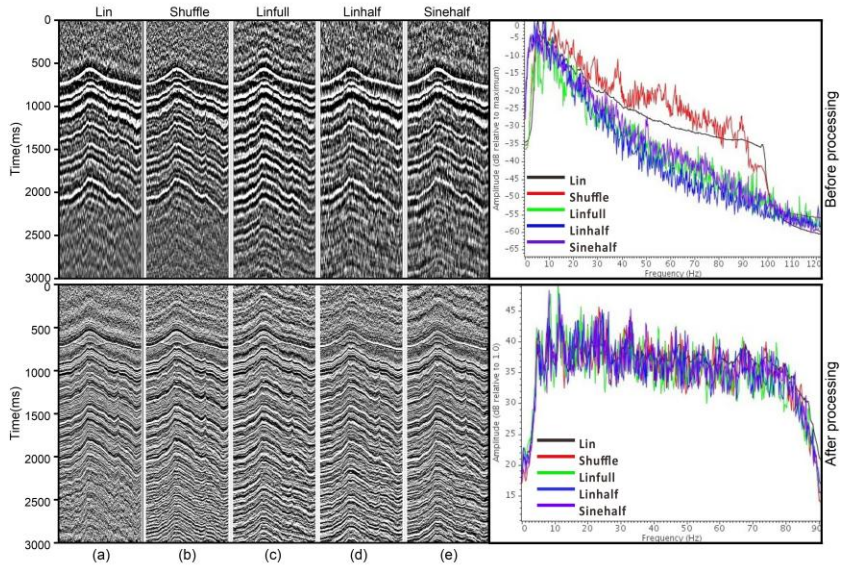 Lin Shuffle Linfull Linhalf Sinehalf
Time(ms)
0
500
1000
1500
2000
2500
3000
Amplitude (dB relative to maximum)
0
-5
-10
-15
-20
-25
-30
-35
-40
-45
-50
-55
-60
-65
Lin
Shuffle
Linfull
Linhalf
Sinehalf
0 10 20 30 40 50 60 70 80 90 100 110 120
Frequency (Hz)
Before processing
Time(ms)
0
500
1000
1500
2000
2500
3000
(a) (b) (c) (d) (e)
Amplitude (dB relative to 1.0)
45
40
35
30
25
20
15
Lin
Shuffle
Linfull
Linhalf
Sinehalf
0 10 20 30 40 50 60 70 80 90
Frequency (Hz)
After processing